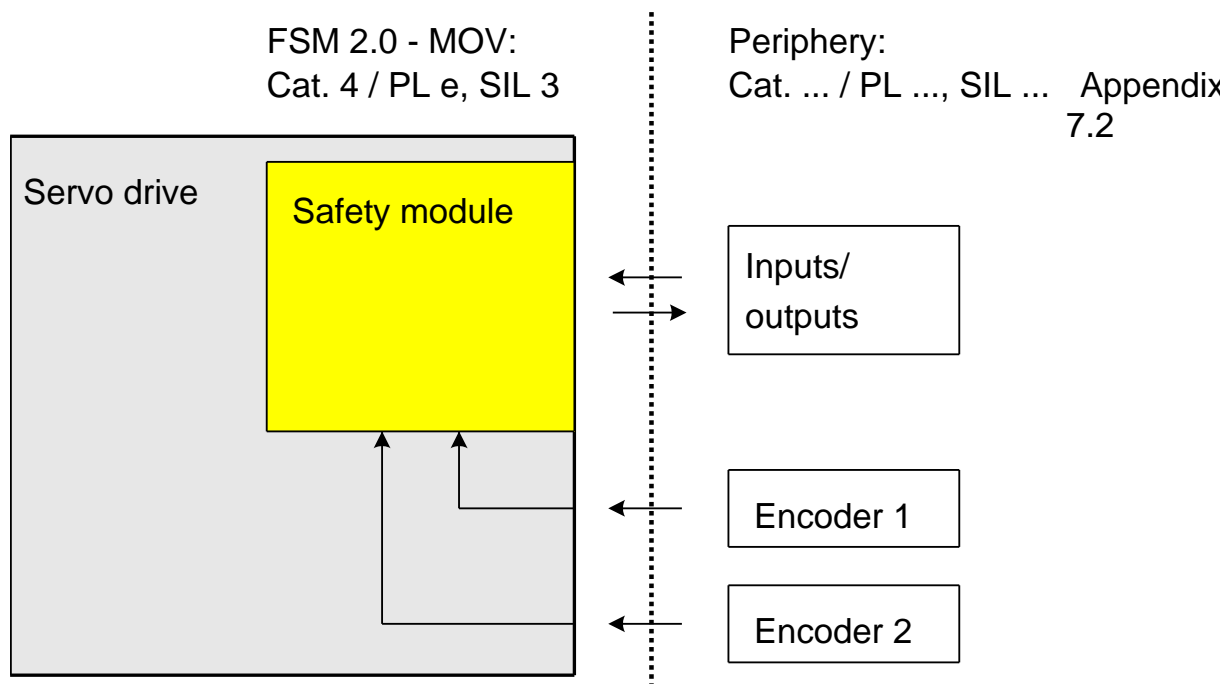 FSM 2.0 - MOV:
Cat. 4 / PL e, SIL 3
Periphery:
Cat. ... / PL ..., SIL ... Appendix
7.2
Servo drive
Safety module
Inputs/
outputs
Encoder 1
Encoder 2